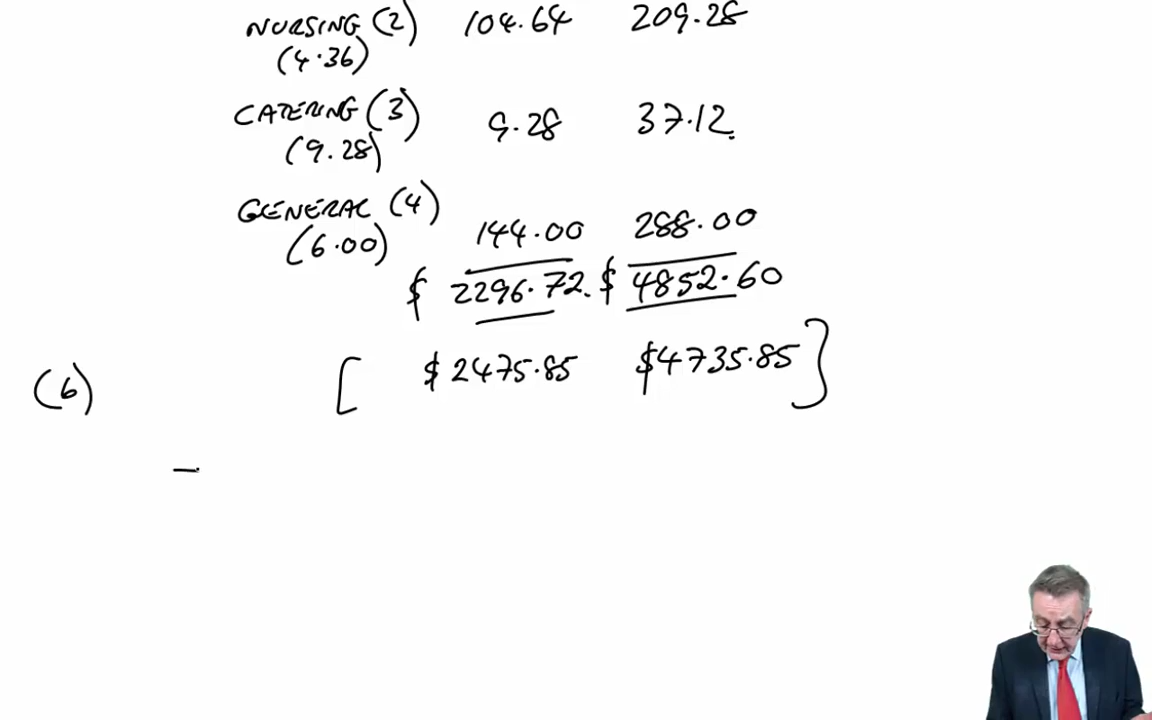 NURSING (2) 104.64 209.28
(4.36)
CATERING (3) 9.28 37.12
(9.28)
GENERAL (4) 144.00 288.00
(6.00)
$ 2296.72. $ 4852.60
(6) [ $2475.85 $4735.85 ]